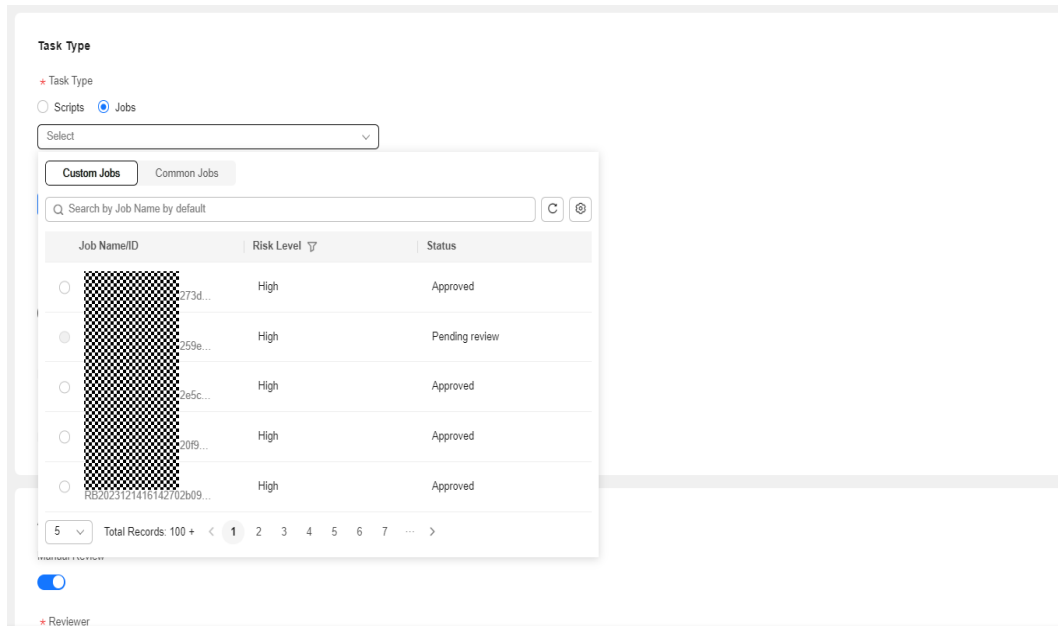 Task Type
* Task Type
Scripts Jobs
Select
Custom Jobs Common Jobs
Search by Job Name by default
Job Name/ID Risk Level Status
High Approved
273d...
High Pending review
259e...
High Approved
2e5c...
High Approved
20f9...
High Approved
RB2023121416142702b09...
5 Total Records: 100 + < 1 2 3 4 5 6 7 ... >
Manual Review
* Reviewer